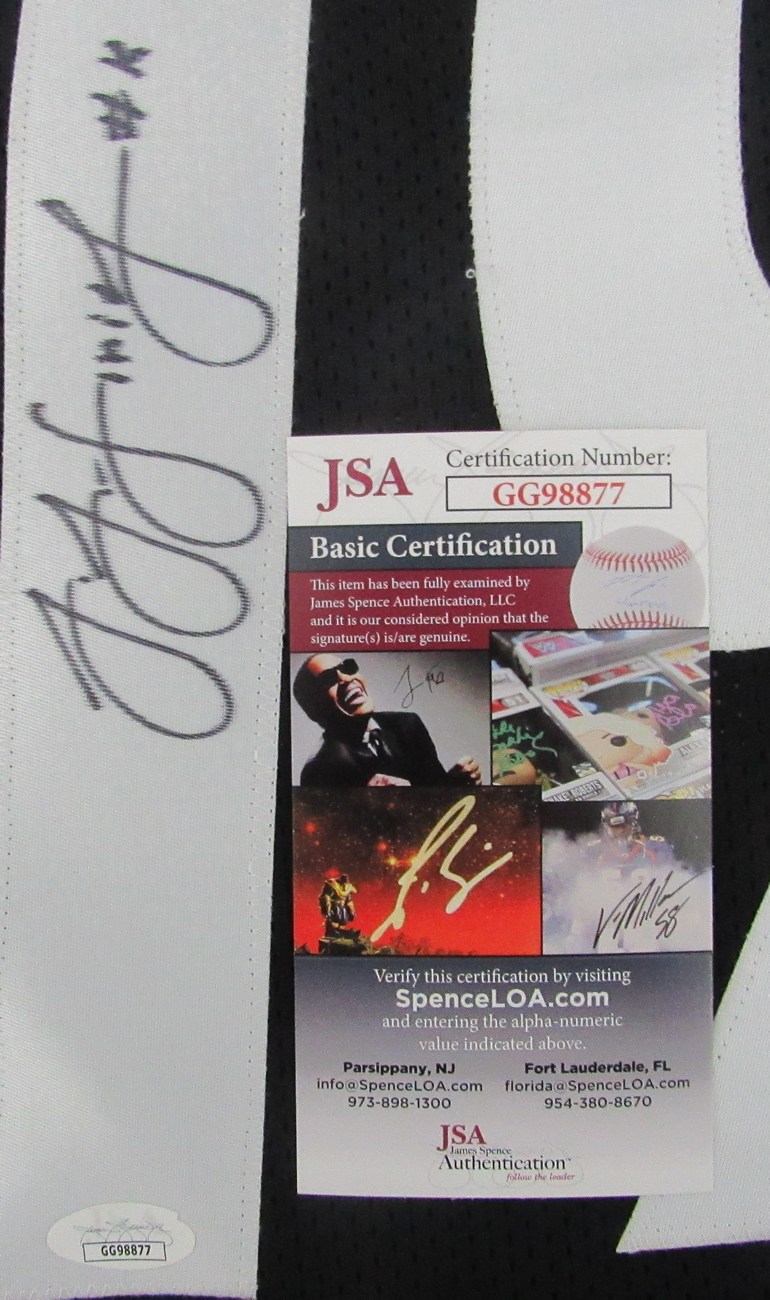 JSA
Certification Number:
GG98877
Basic Certification
This item has been fully examined by
James Spence Authentication, LLC
and it is our considered opinion that the
signature(s) is/are genuine.
V Miller
58
Verify this certification by visiting
SpenceLOA.com
and entering the alpha-numeric
value indicated above.
Parsippany, NJ
info@SpenceLOA.com
973-898-1300
Fort Lauderdale, FL
florida@SpenceLOA.com
954-380-8670
JSA
James Spence
Authentication™
follow the leader
GG98877